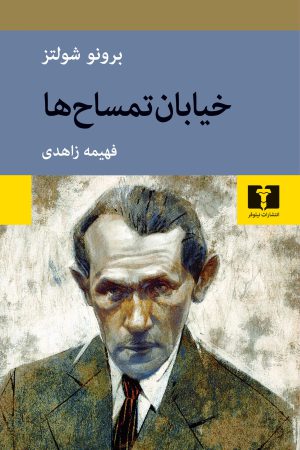 برونو شولتز
خیابان تمساح‌ها
فهیمه زاهدی
انتشارات نیلوفر